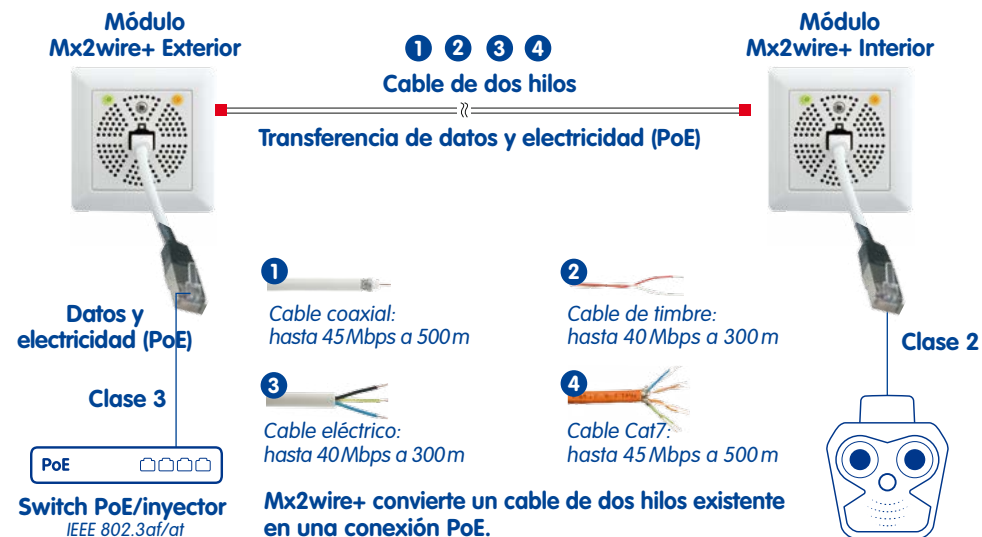 Módulo
Mx2wire+ Exterior
1 2 3 4
Cable de dos hilos
Transferencia de datos y electricidad (PoE)
Módulo
Mx2wire+ Interior
Datos y
electricidad (PoE)
Clase 3
PoE
Switch PoE/inyector
IEEE 802.3af/at
1
Cable coaxial:
hasta 45 Mbps a 500 m
2
Cable de timbre:
hasta 40 Mbps a 300 m
3
Cable eléctrico:
hasta 40 Mbps a 300 m
4
Cable Cat7:
hasta 45 Mbps a 500 m
Mx2wire+ convierte un cable de dos hilos existente
en una conexión PoE.
Clase 2